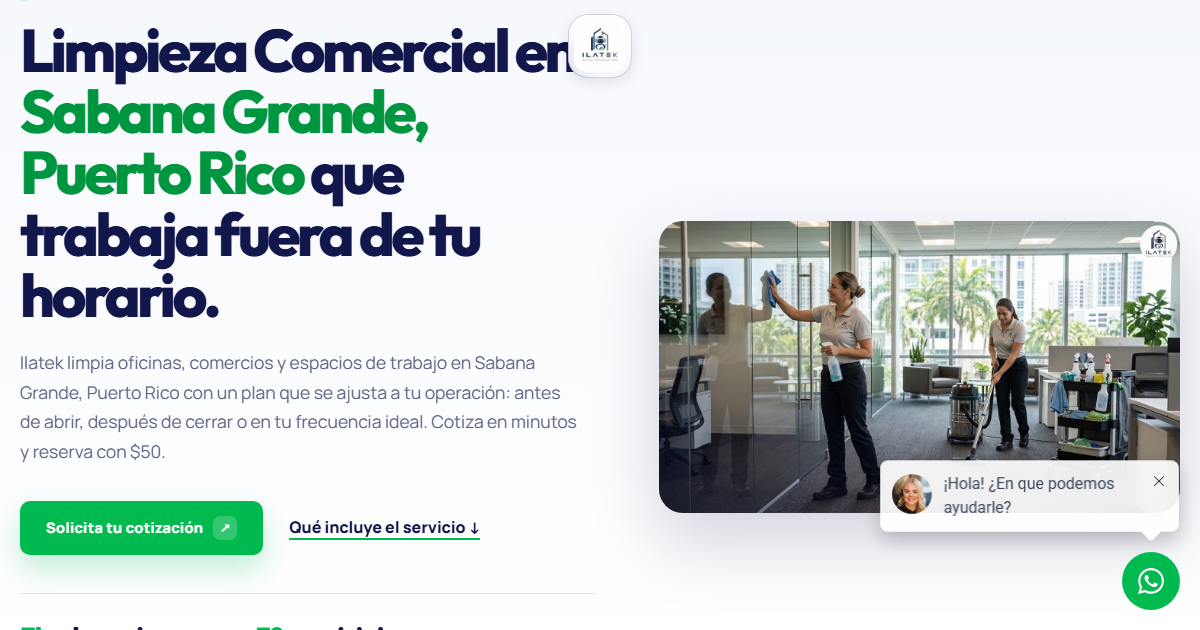 Limpieza Comercial en
Sabana Grande,
Puerto Rico que
trabaja fuera de tu
horario.
ILATEK
Ilatek limpia oficinas, comercios y espacios de trabajo en Sabana
Grande, Puerto Rico con un plan que se ajusta a tu operación: antes
de abrir, después de cerrar o en tu frecuencia ideal. Cotiza en minutos
y reserva con $50.
Solicita tu cotización ↗
Qué incluye el servicio ↓
ILATEK
¡Hola! ¿En que podemos
ayudarle?